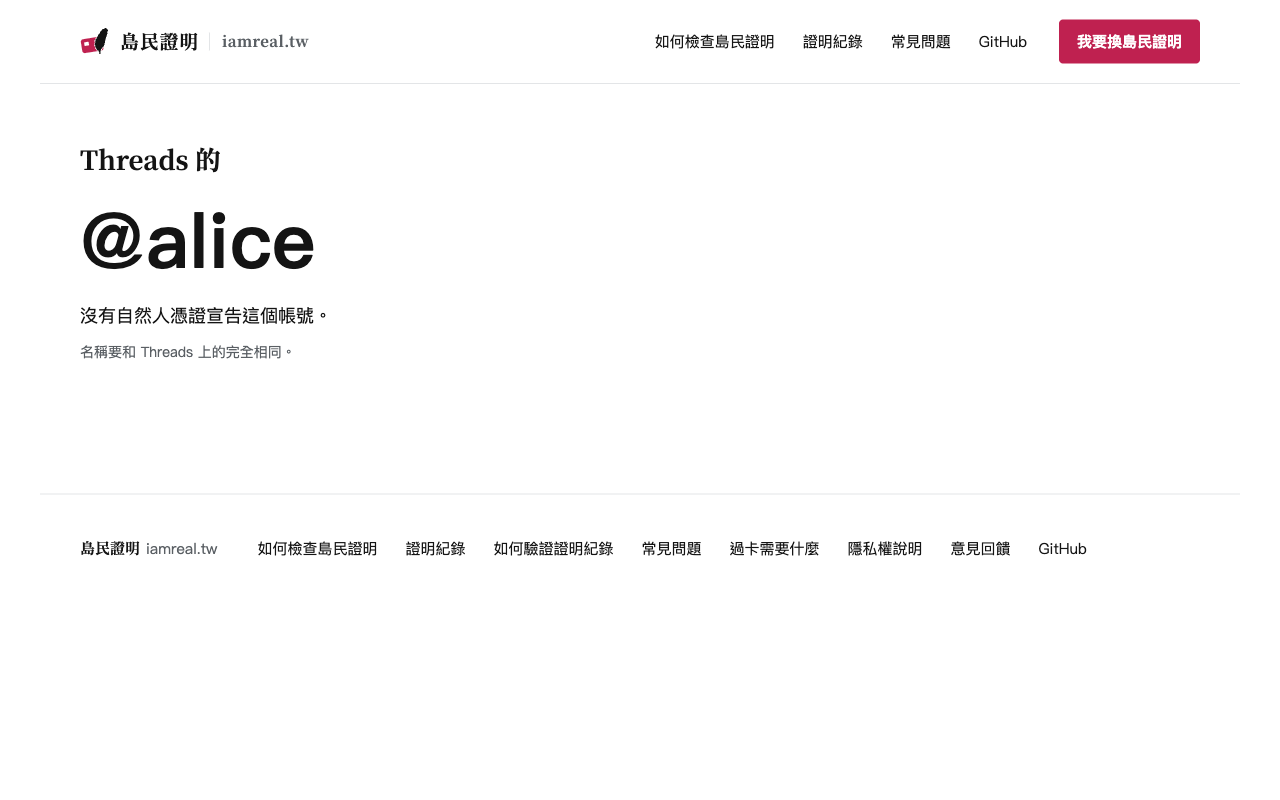 島民證明 iamreal.tw 如何檢查島民證明 證明紀錄 常見問題 GitHub 我要換島民證明
Threads 的
@alice
沒有自然人憑證宣告這個帳號。
名稱要和 Threads 上的完全相同。
島民證明 iamreal.tw 如何檢查島民證明 證明紀錄 如何驗證證明紀錄 常見問題 過卡需要什麼 隱私權說明 意見回饋 GitHub